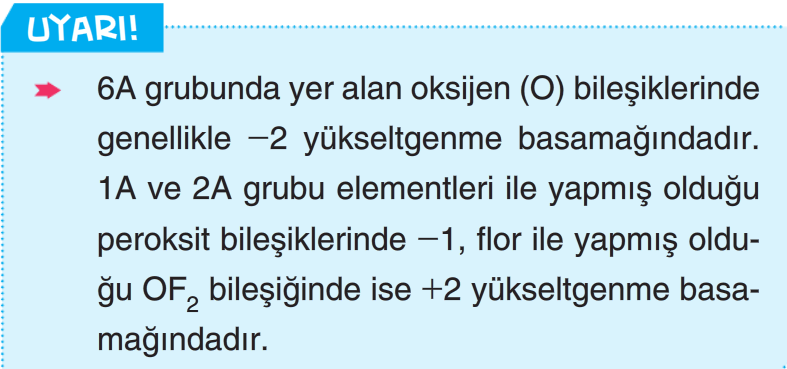 UYARI!
6A grubunda yer alan oksijen (O) bileşiklerinde
genellikle −2 yükseltgenme basamağındadır.
1A ve 2A grubu elementleri ile yapmış olduğu
peroksit bileşiklerinde −1, flor ile yapmış oldu-
ğu OF₂ bileşiğinde ise +2 yükseltgenme basa-
mağındadır.